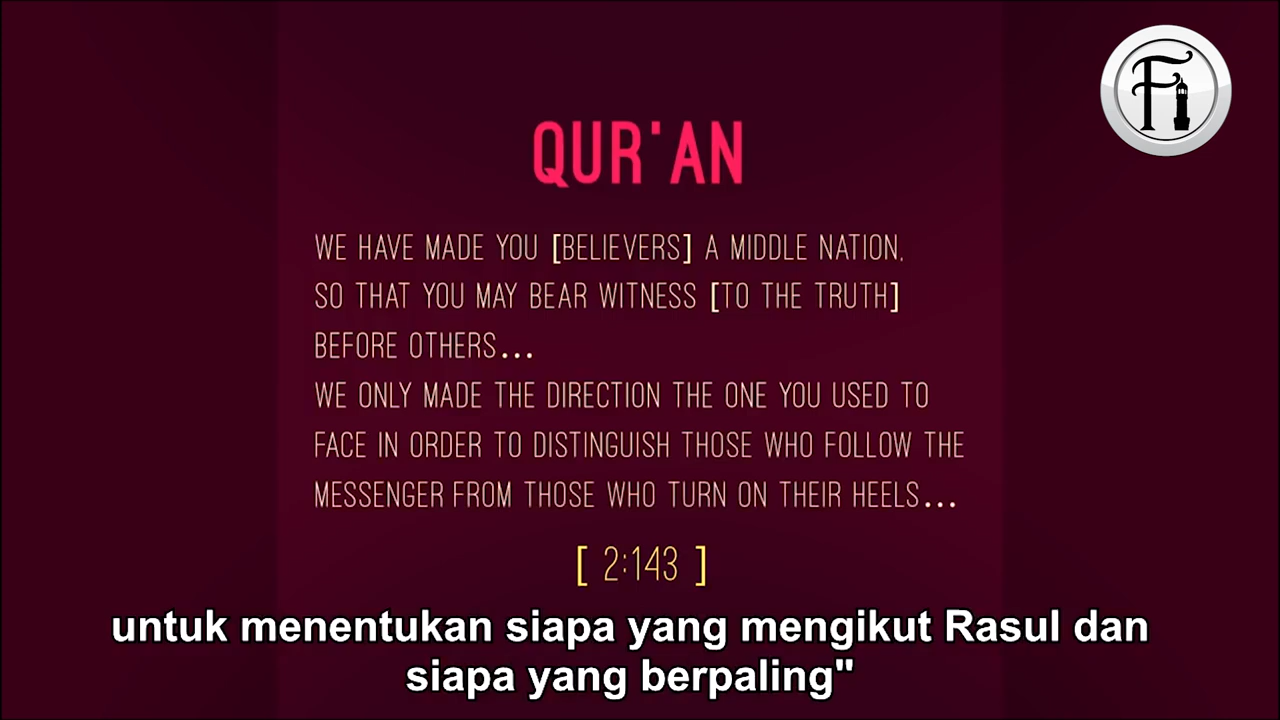 Fi
QUR'AN
WE HAVE MADE YOU [BELIEVERS] A MIDDLE NATION,
SO THAT YOU MAY BEAR WITNESS [TO THE TRUTH]
BEFORE OTHERS...
WE ONLY MADE THE DIRECTION THE ONE YOU USED TO
FACE IN ORDER TO DISTINGUISH THOSE WHO FOLLOW THE
MESSENGER FROM THOSE WHO TURN ON THEIR HEELS...
[ 2:143 ]
untuk menentukan siapa yang mengikut Rasul dan
siapa yang berpaling"